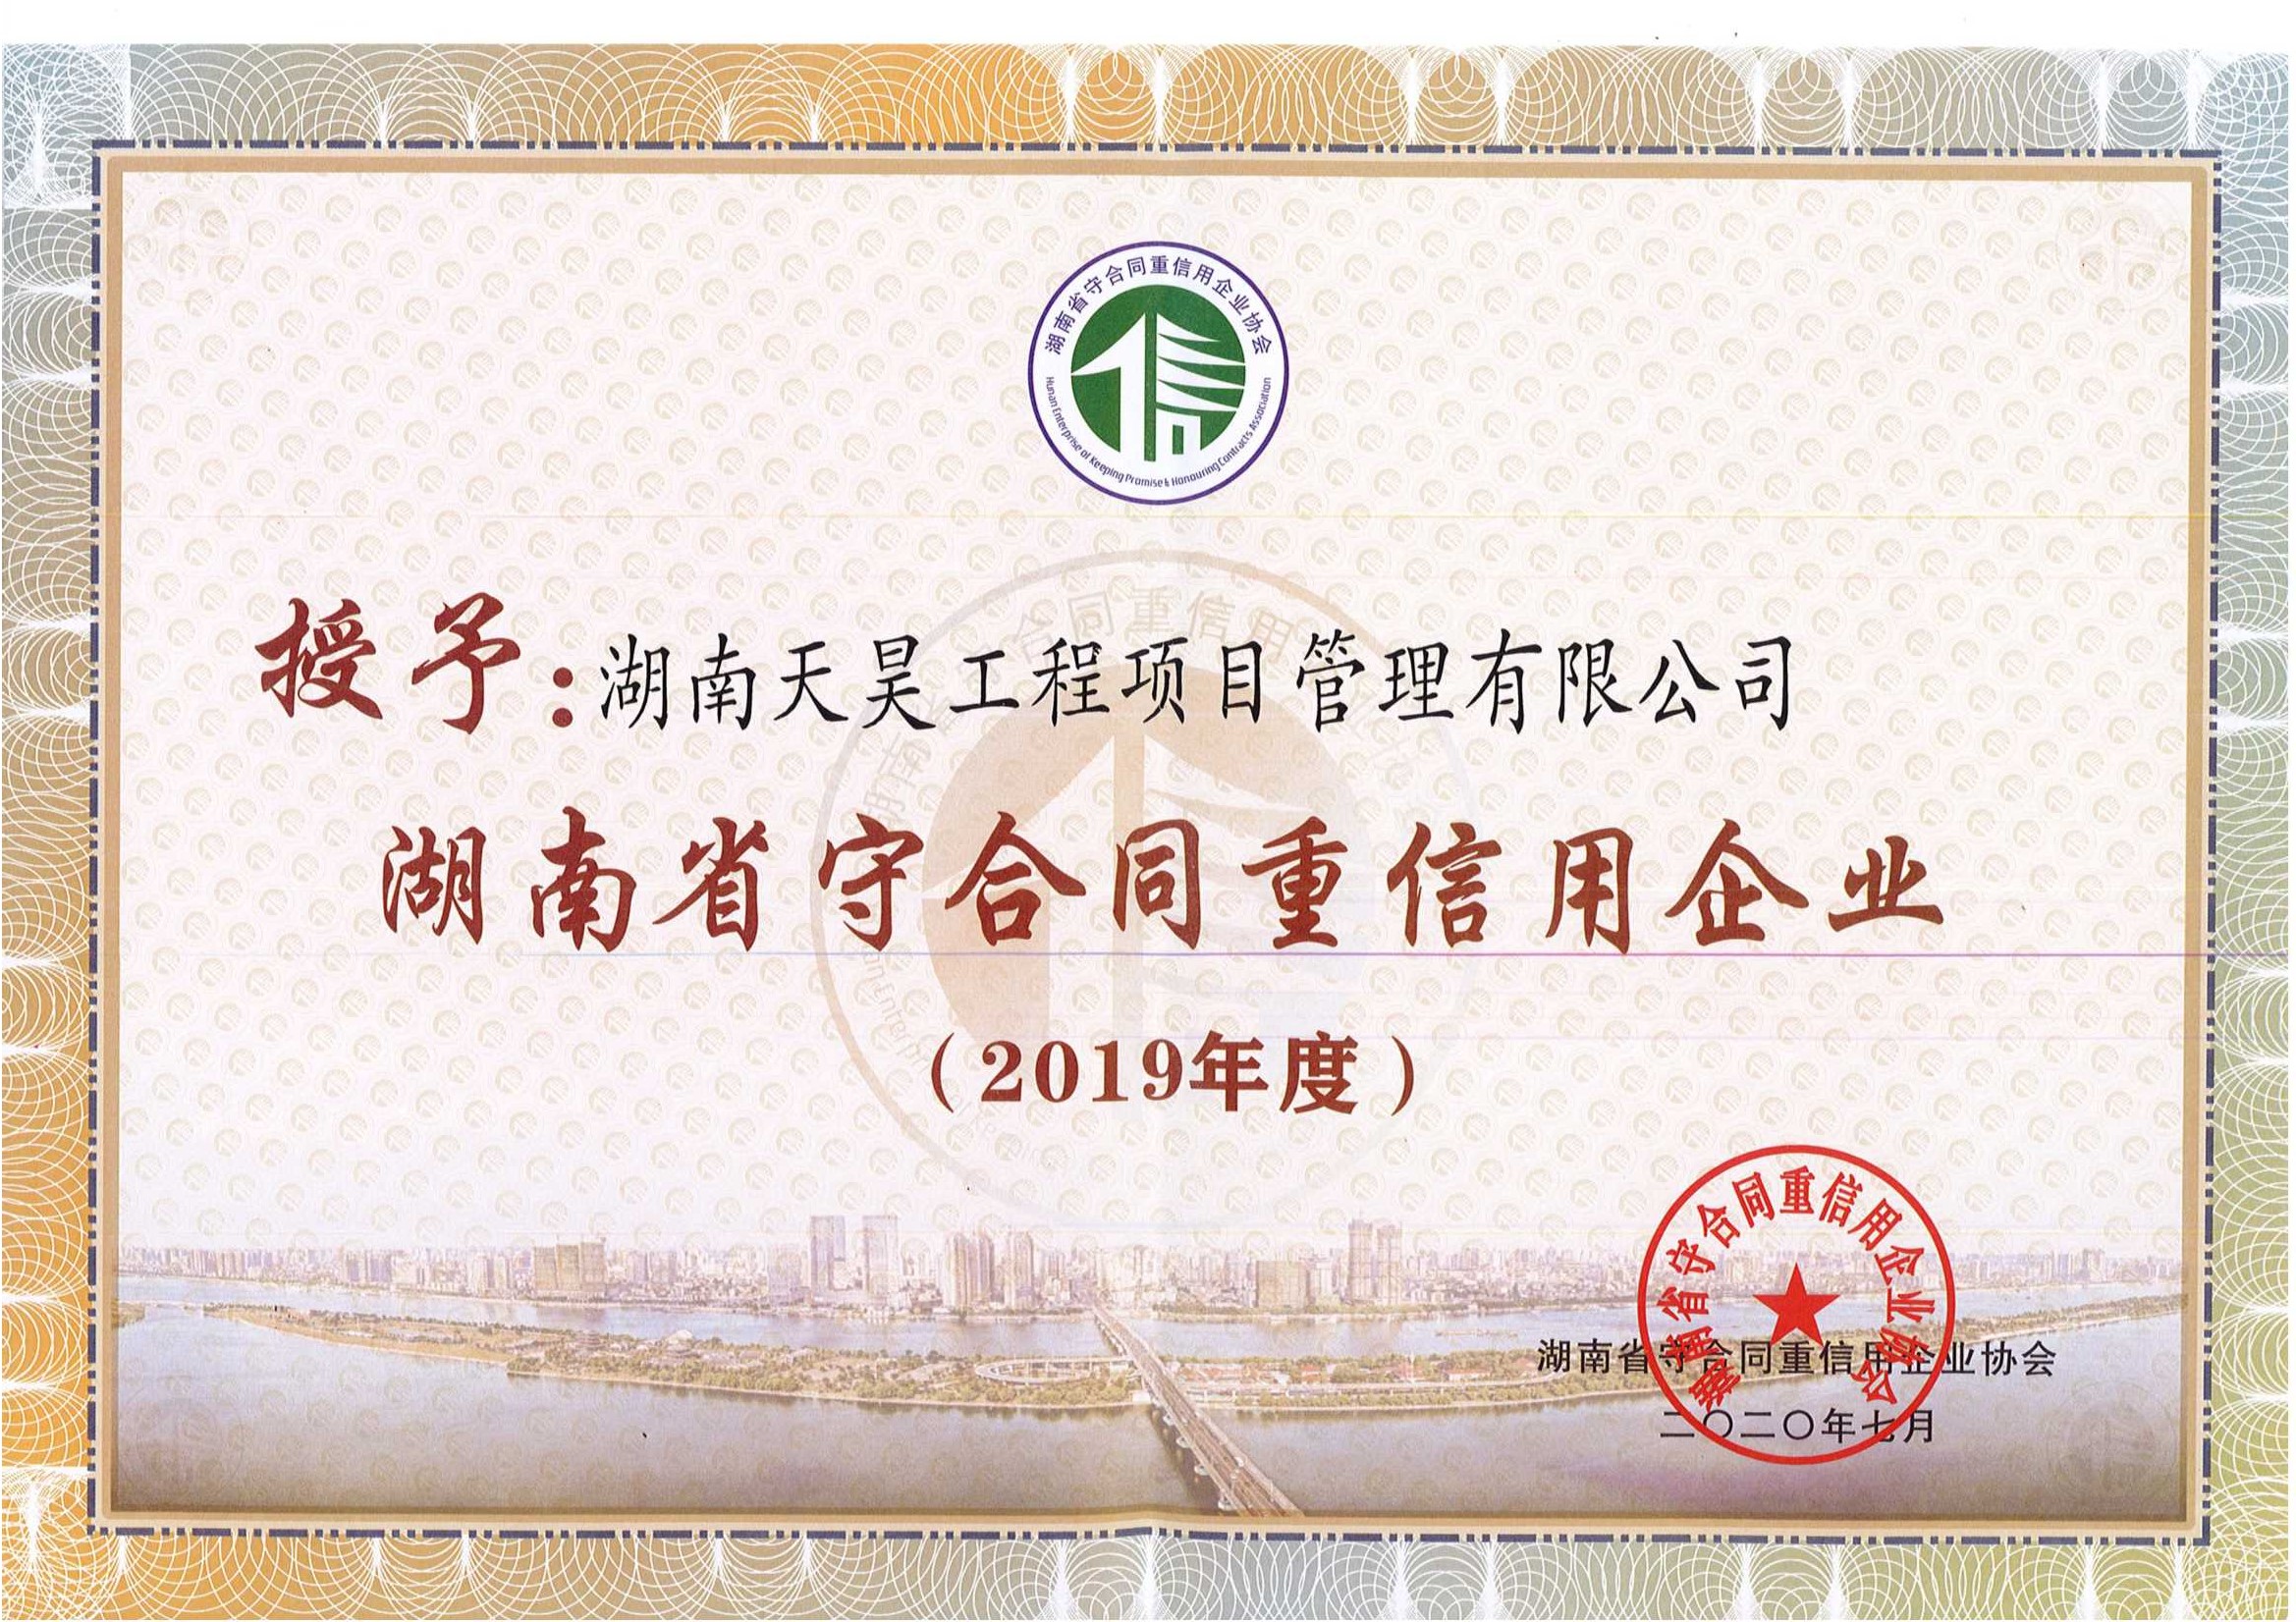 湖南省守合同重信用企业协会
Hunan Enterprise of Keeping Promise & Honouring Contracts Association
授予：湖南天昊工程项目管理有限公司
湖南省守合同重信用企业
（2019年度）
湖南省守合同重信用企业协会
湖南省守合同重信用企业协会
二〇二〇年七月